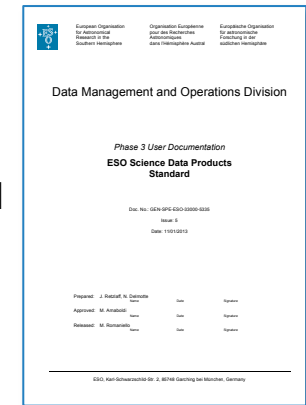 European Organisation
for Astronomical
Research in the
Southern Hemisphere
Organisation Européenne
pour des Recherches
Astronomiques
dans l'Hémisphère Austral
Europäische Organisation
für astronomische
Forschung in der
südlichen Hemisphäre
Data Management and Operations Division
Phase 3 User Documentation
ESO Science Data Products
Standard
Doc. No.: GEN-SPE-ESO-33000-5335
Issue: 5
Date: 11/01/2013
Prepared: J. Retzlaff, N. Delmotte
Name Date Signature
Approved: M. Arnaboldi
Name Date Signature
Released: M. Romaniello
Name Date Signature
ESO, Karl-Schwarzschild-Str. 2, 85748 Garching bei München, Germany